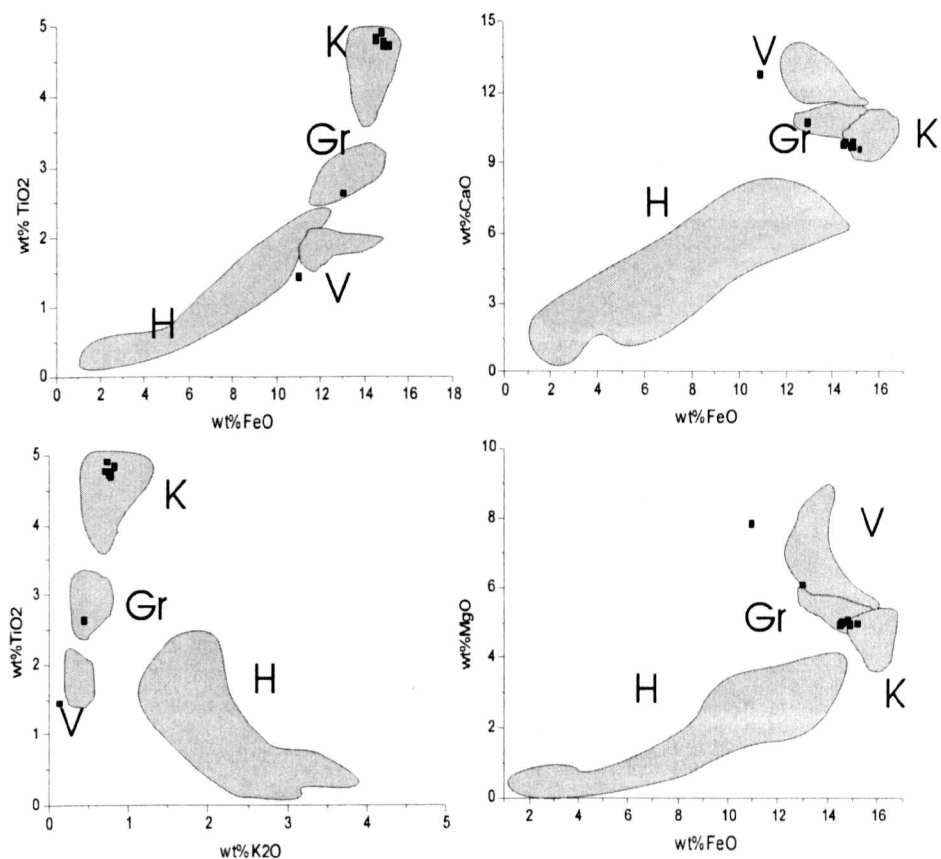 5
4
3
2
1
0
wt% TiO2
K
Gr
H
V
0 2 4 6 8 10 12 14 16 18
wt%FeO
15
12
9
6
3
0
wt%CaO
V
Gr
K
H
0 2 4 6 8 10 12 14 16
wt%FeO
5
4
3
2
1
0
wt%TiO2
K
Gr
H
V
0 1 2 3 4 5
wt%K2O
10
8
6
4
2
0
wt%MgO
V
Gr
H
K
2 4 6 8 10 12 14 16
wt%FeO